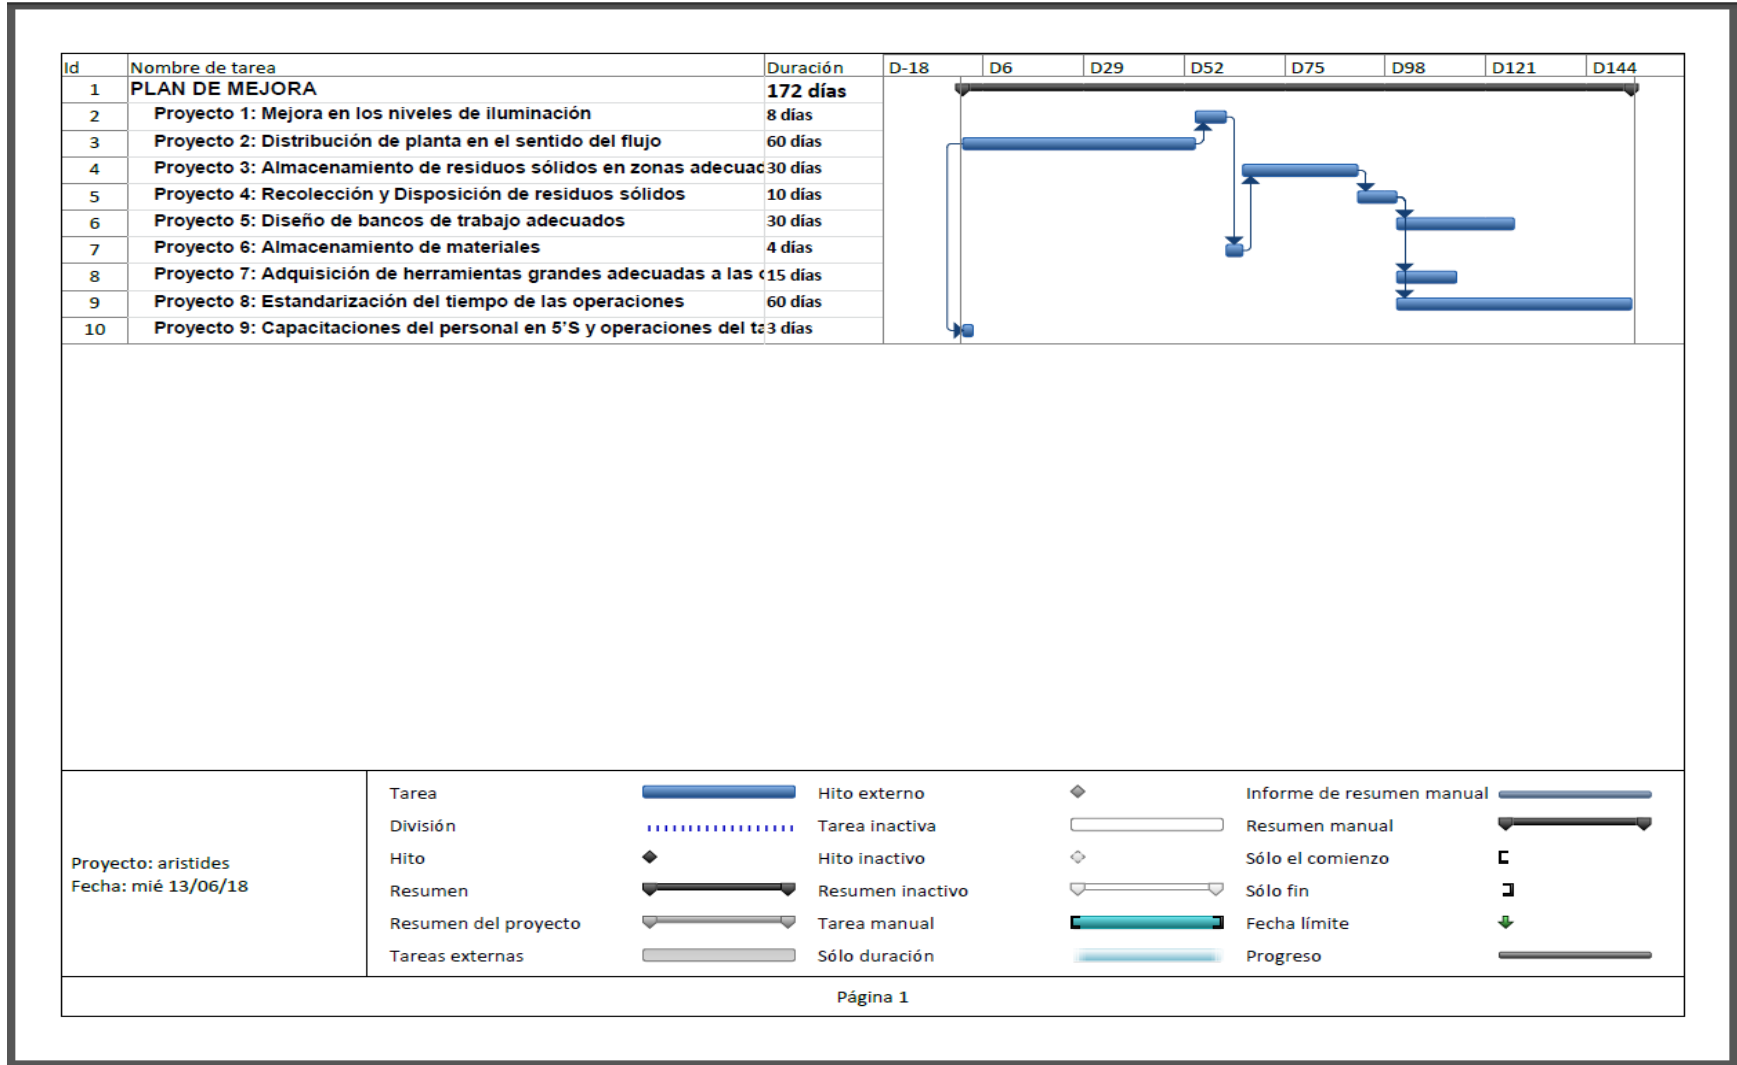 Id Nombre de tarea Duración D-18 D6 D29 D52 D75 D98 D121 D144
1 PLAN DE MEJORA 172 días
2 Proyecto 1: Mejora en los niveles de iluminación 8 días
3 Proyecto 2: Distribución de planta en el sentido del flujo 60 días
4 Proyecto 3: Almacenamiento de residuos sólidos en zonas adecuad 30 días
5 Proyecto 4: Recolección y Disposición de residuos sólidos 10 días
6 Proyecto 5: Diseño de bancos de trabajo adecuados 30 días
7 Proyecto 6: Almacenamiento de materiales 4 días
8 Proyecto 7: Adquisición de herramientas grandes adecuadas a las 15 días
9 Proyecto 8: Estandarización del tiempo de las operaciones 60 días
10 Proyecto 9: Capacitaciones del personal en 5'S y operaciones del ta 3 días
Proyecto: aristides
Fecha: mié 13/06/18
Tarea Hito externo Informe de resumen manual
División Tarea inactiva Resumen manual
Hito Hito inactivo Sólo el comienzo
Resumen Resumen inactivo Sólo fin
Resumen del proyecto Tarea manual Fecha límite
Tareas externas Sólo duración Progreso
Página 1